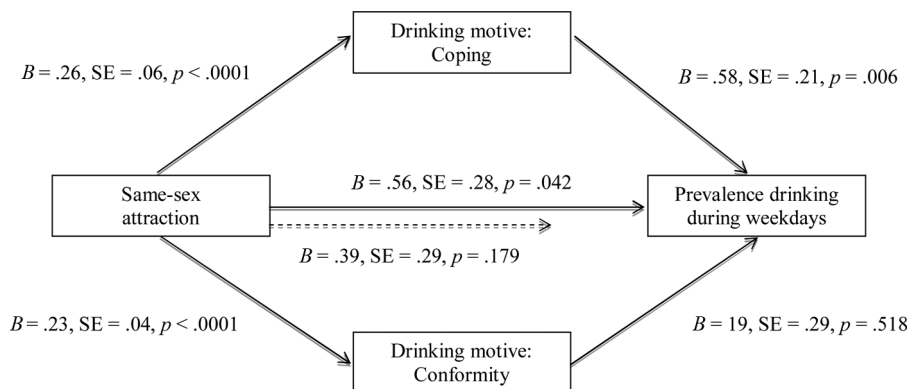 Drinking motive:
Coping
B = .26, SE = .06, p < .0001
B = .58, SE = .21, p = .006
Same-sex
attraction
B = .56, SE = .28, p = .042
Prevalence drinking
during weekdays
B = .39, SE = .29, p = .179
B = .23, SE = .04, p < .0001
B = 19, SE = .29, p = .518
Drinking motive:
Conformity